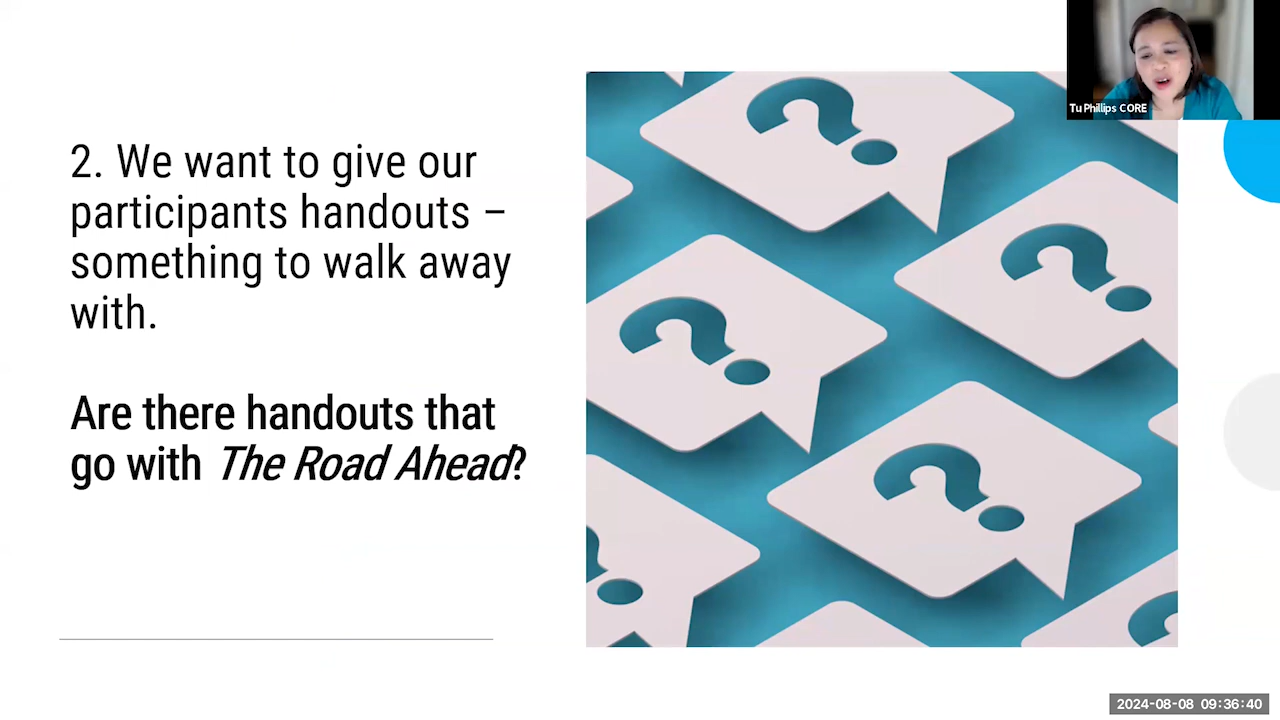 Tu Phillips CORE
2. We want to give our
participants handouts –
something to walk away
with.
Are there handouts that
go with The Road Ahead?
2024-08-08 09:36:40